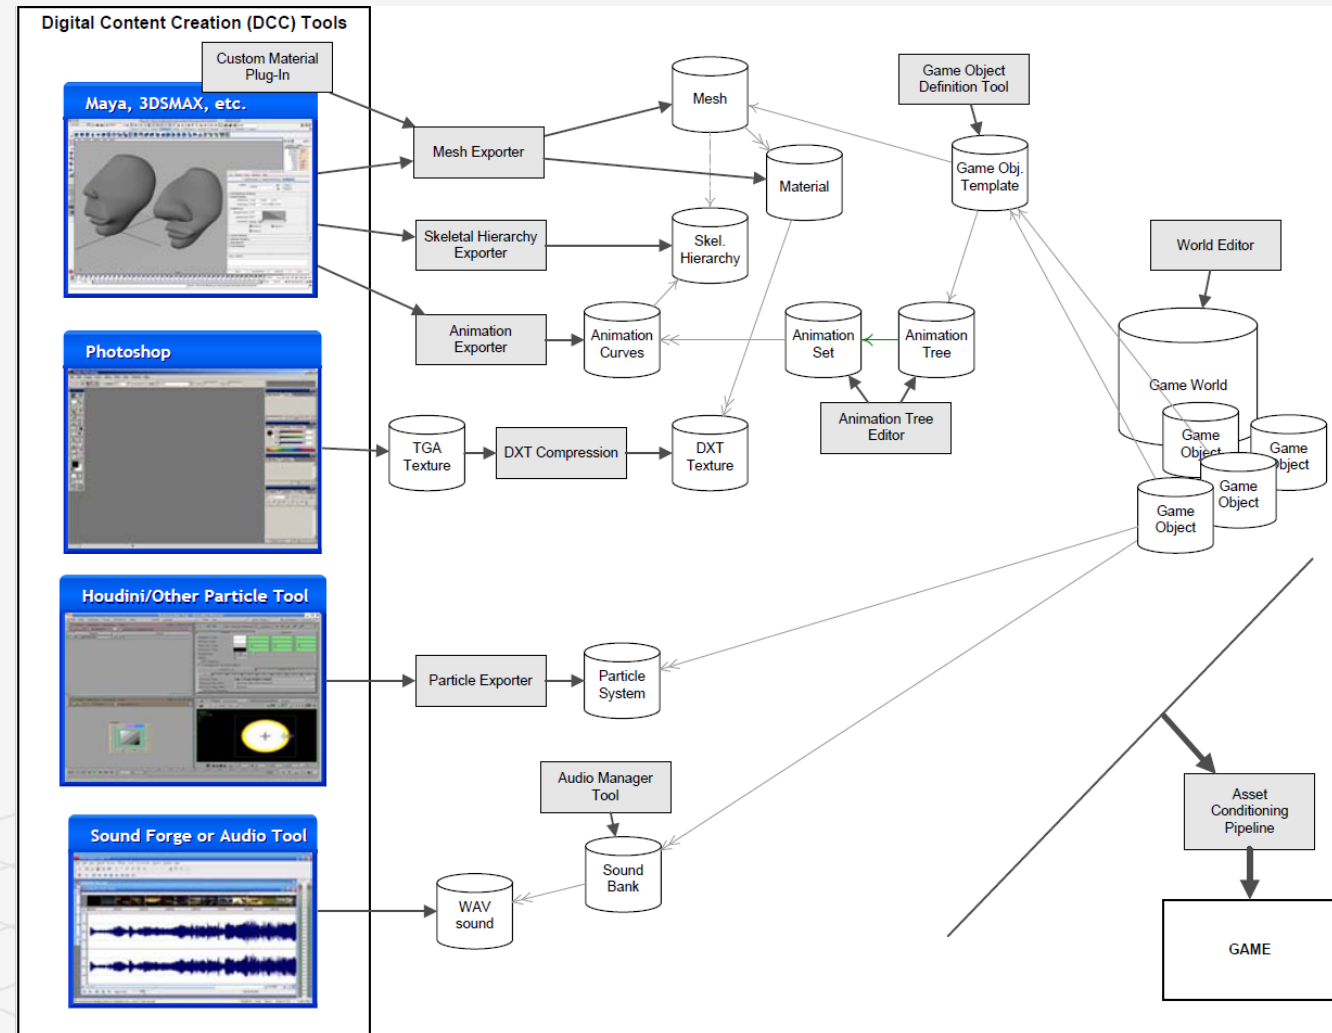 Digital Content Creation (DCC) Tools
Custom Material
Plug-In
Maya, 3DSMAX, etc.
Mesh Exporter
Mesh
Material
Game Object
Definition Tool
Game Obj.
Template
Skeletal Hierarchy
Exporter
Skel.
Hierarchy
World Editor
Animation
Exporter
Animation
Curves
Animation
Set
Animation
Tree
Animation Tree
Editor
Game World
Game
Object
Game
Object
Game
Object
Game
Object
Photoshop
TGA
Texture
DXT Compression
DXT
Texture
Houdini/Other Particle Tool
Particle Exporter
Particle
System
Audio Manager
Tool
Sound
Bank
Sound Forge or Audio Tool
WAV
sound
Asset
Conditioning
Pipeline
GAME